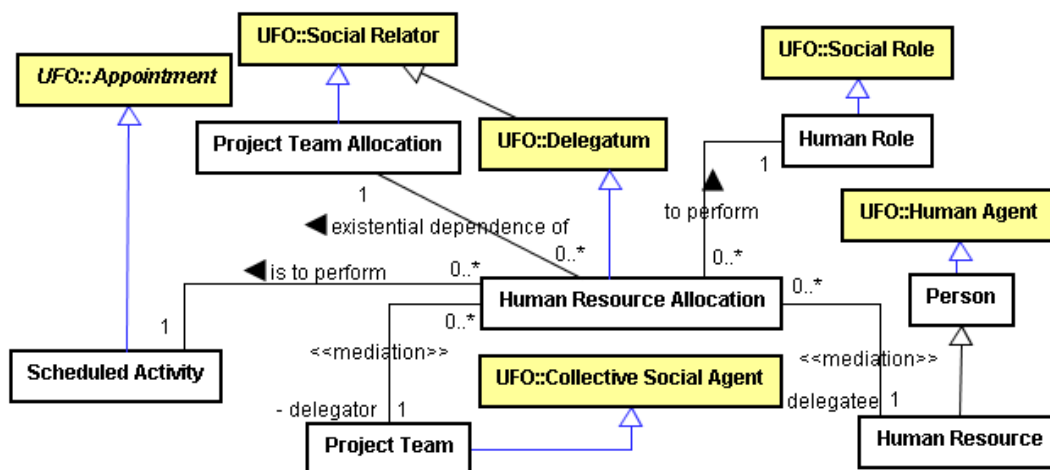 UFO::Social Relator
UFO::Social Role
UFO::Appointment
Project Team Allocation
UFO::Delegatum
Human Role
1
1
to perform
UFO::Human Agent
existential dependence of
0..*
0..*
is to perform
0..*
Human Resource Allocation
0..*
Person
0..*
1
<<mediation>>
<<mediation>>
Scheduled Activity
UFO::Collective Social Agent
- delegator
1
delegatee
1
Project Team
Human Resource